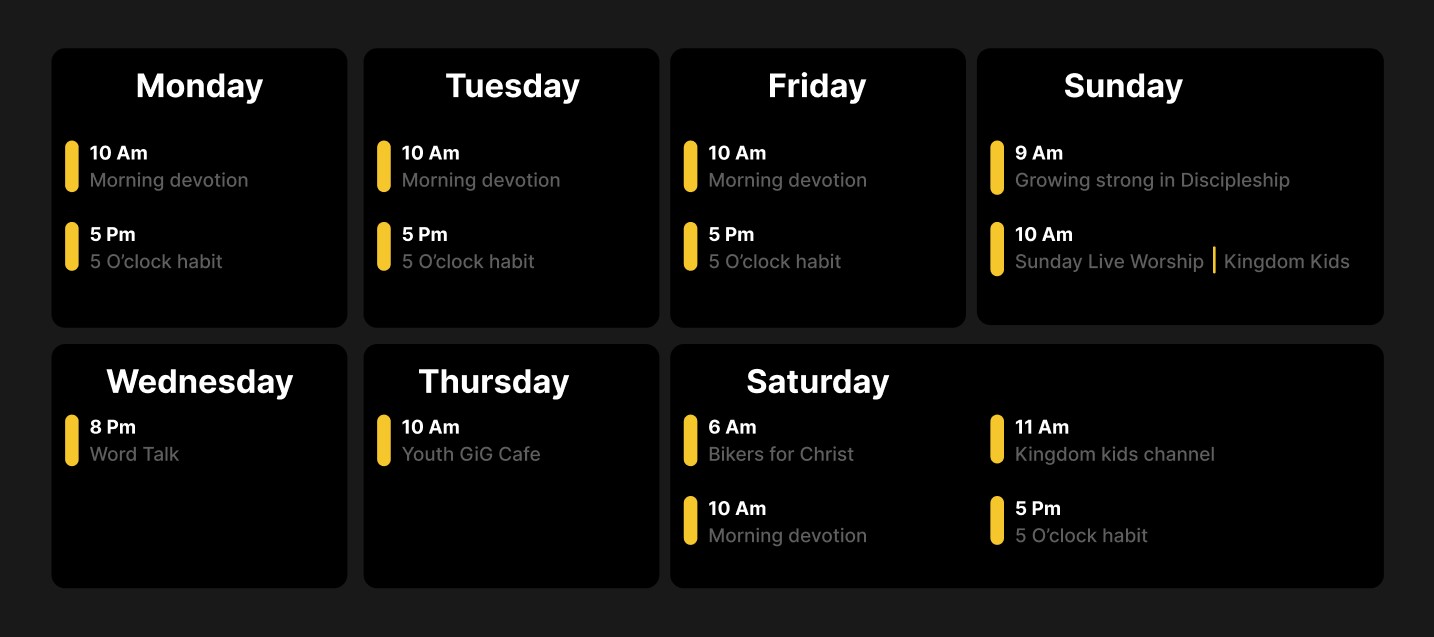 Monday
10 Am
Morning devotion
5 Pm
5 O’clock habit
Tuesday
10 Am
Morning devotion
5 Pm
5 O’clock habit
Friday
10 Am
Morning devotion
5 Pm
5 O’clock habit
Sunday
9 Am
Growing strong in Discipleship
10 Am
Sunday Live Worship | Kingdom Kids
Wednesday
8 Pm
Word Talk
Thursday
10 Am
Youth GiG Cafe
Saturday
6 Am
Bikers for Christ
10 Am
Morning devotion
11 Am
Kingdom kids channel
5 Pm
5 O’clock habit